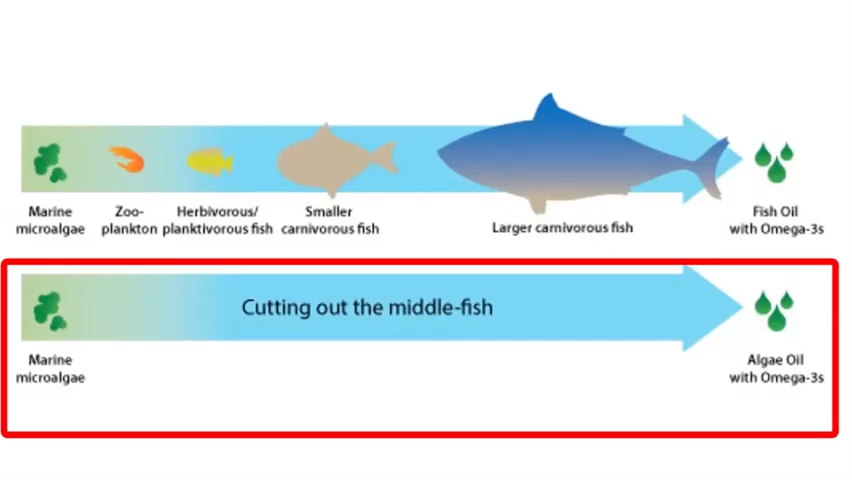 Marine
microalgae
Zoo-
plankton
Herbivorous/
planktivorous fish
Smaller
carnivorous fish
Larger carnivorous fish
Fish Oil
with Omega-3s
Cutting out the middle-fish
Marine
microalgae
Algae Oil
with Omega-3s